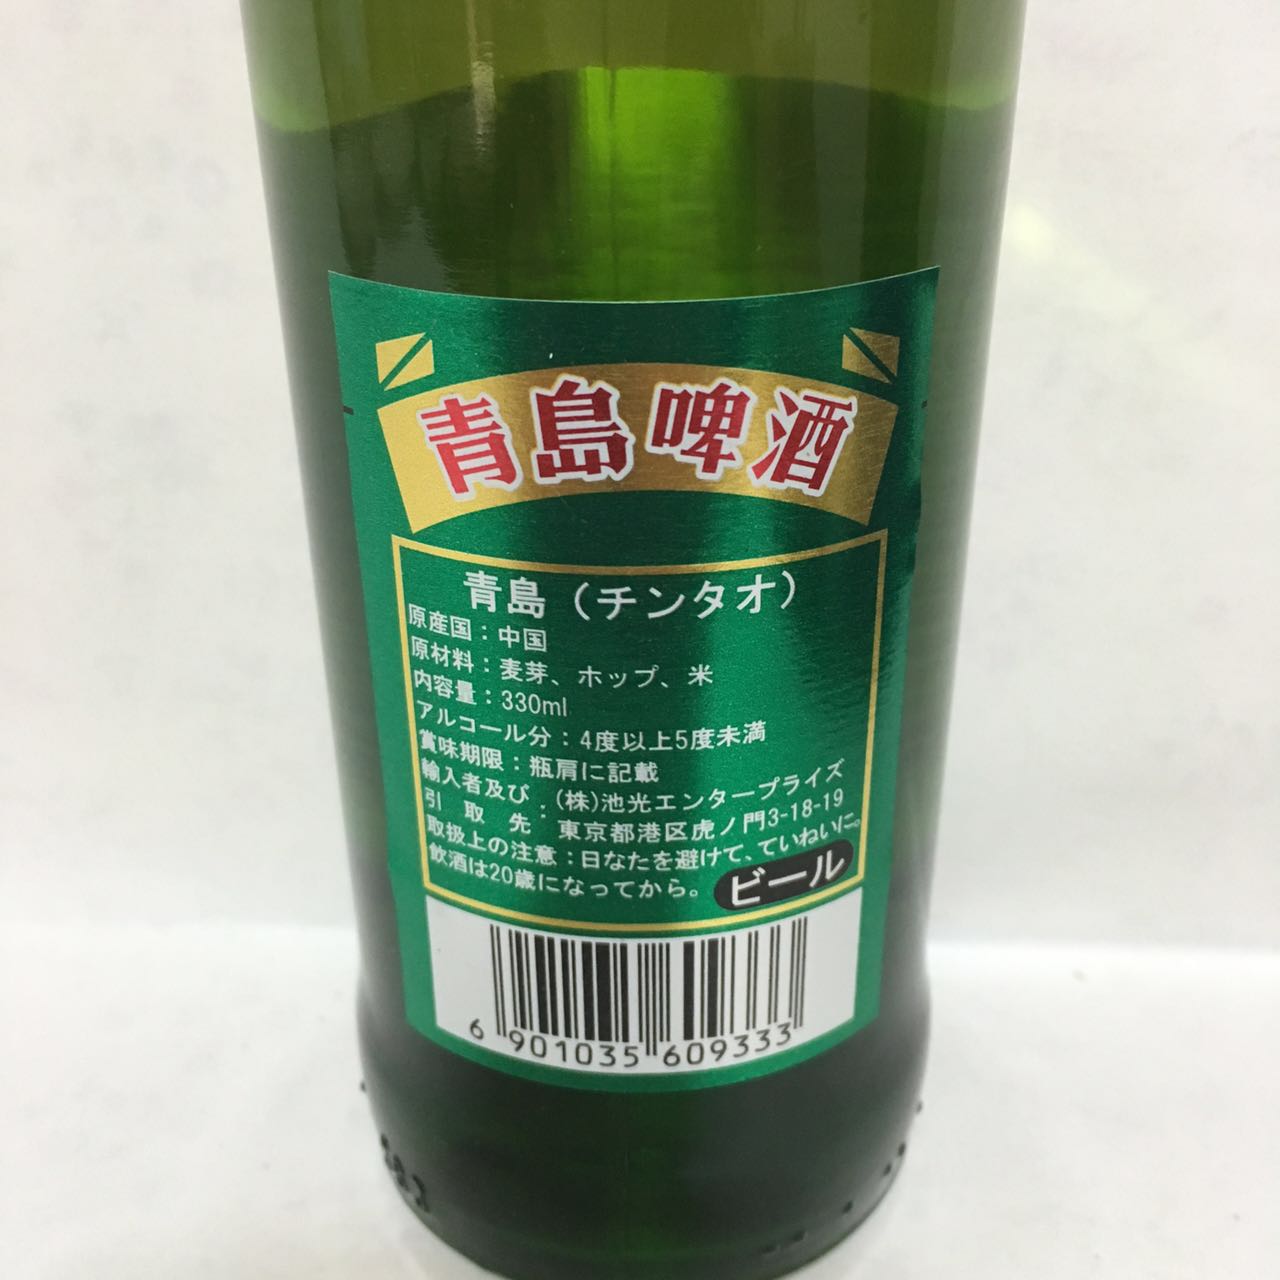 青島啤酒
青島（チンタオ）
原産国：中国
原材料：麦芽、ホップ、米
内容量：330ml
アルコール分：4度以上5度未満
賞味期限：瓶肩に記載
輸入者及び
引取先：(株)池光エンタープライズ
東京都港区虎ノ門3-18-19
取扱上の注意：日なたを避けて、ていねいに。
飲酒は20歳になってから。
ビール
6 901035 609333